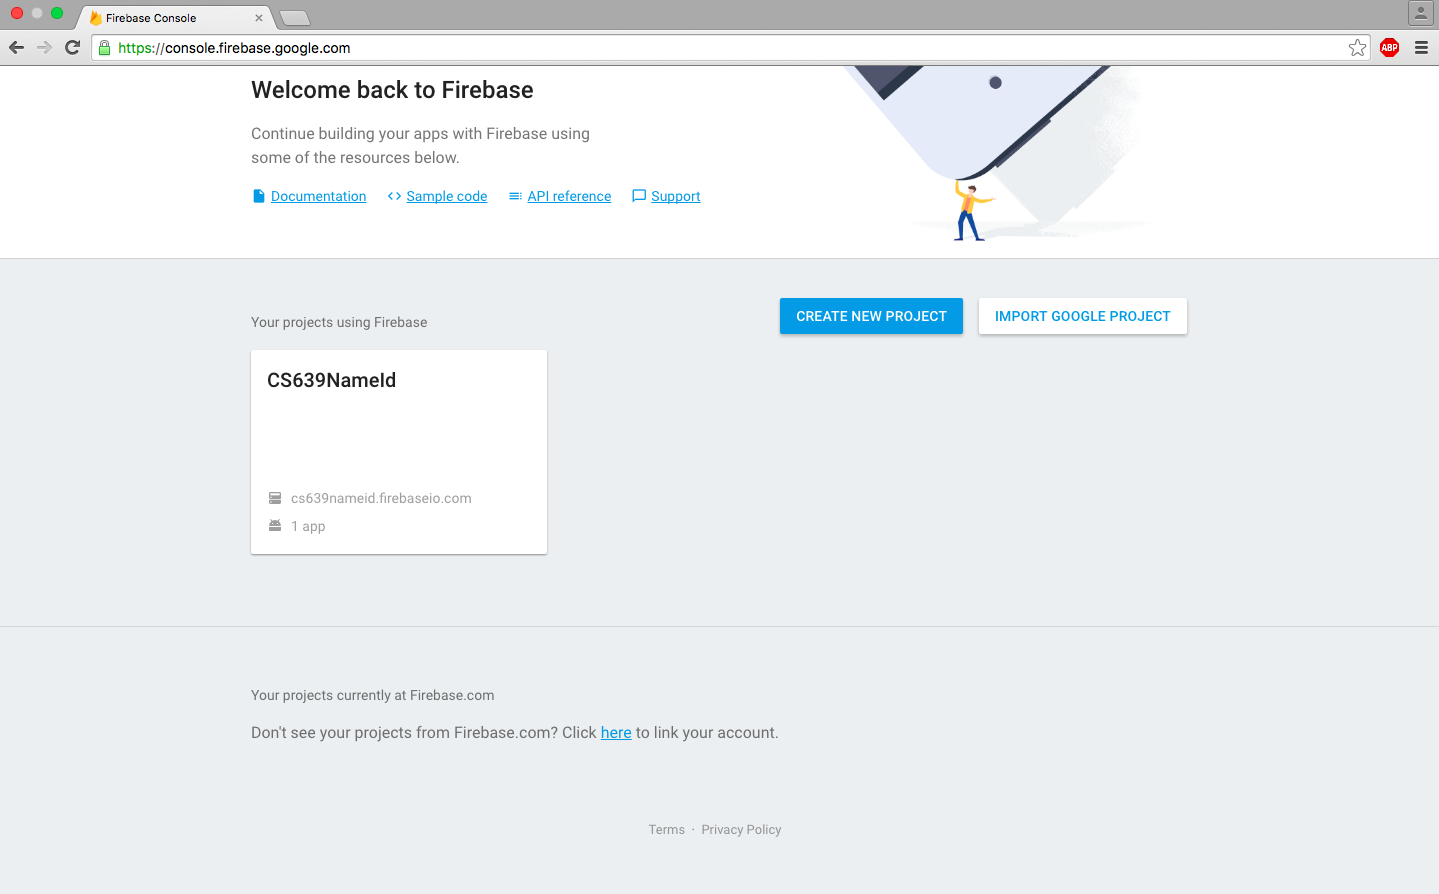 Firebase Console
https://console.firebase.google.com
ABP
Welcome back to Firebase
Continue building your apps with Firebase using
some of the resources below.
Documentation Sample code API reference Support
Your projects using Firebase
CREATE NEW PROJECT IMPORT GOOGLE PROJECT
CS639NameId
cs639nameid.firebaseio.com
1 app
Your projects currently at Firebase.com
Don't see your projects from Firebase.com? Click here to link your account.
Terms · Privacy Policy